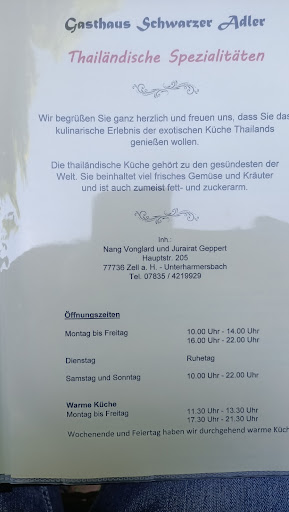 Gasthaus Schwarzer Adler
Thailändische Spezialitäten
Wir begrüßen Sie ganz herzlich und freuen uns, dass Sie das
kulinarische Erlebnis der exotischen Küche Thailands
genießen wollen.
Die thailändische Küche gehört zu den gesündesten der
Welt. Sie beinhaltet viel frisches Gemüse und Kräuter
und ist auch zumeist fett- und zuckerarm.
Inh.:
Nang Vonglard und Jurairat Geppert
Hauptstr. 205
77736 Zell a. H. - Unterharmersbach
Tel. 07835 / 4219929
Öffnungszeiten
Montag bis Freitag 10.00 Uhr - 14.00 Uhr
16.00 Uhr - 22.00 Uhr
Dienstag Ruhetag
Samstag und Sonntag 10.00 Uhr - 22.00 Uhr
Warme Küche
Montag bis Freitag 11.30 Uhr - 13.30 Uhr
17.30 Uhr - 21.30 Uhr
Wochenende und Feiertag haben wir durchgehend warme Küch